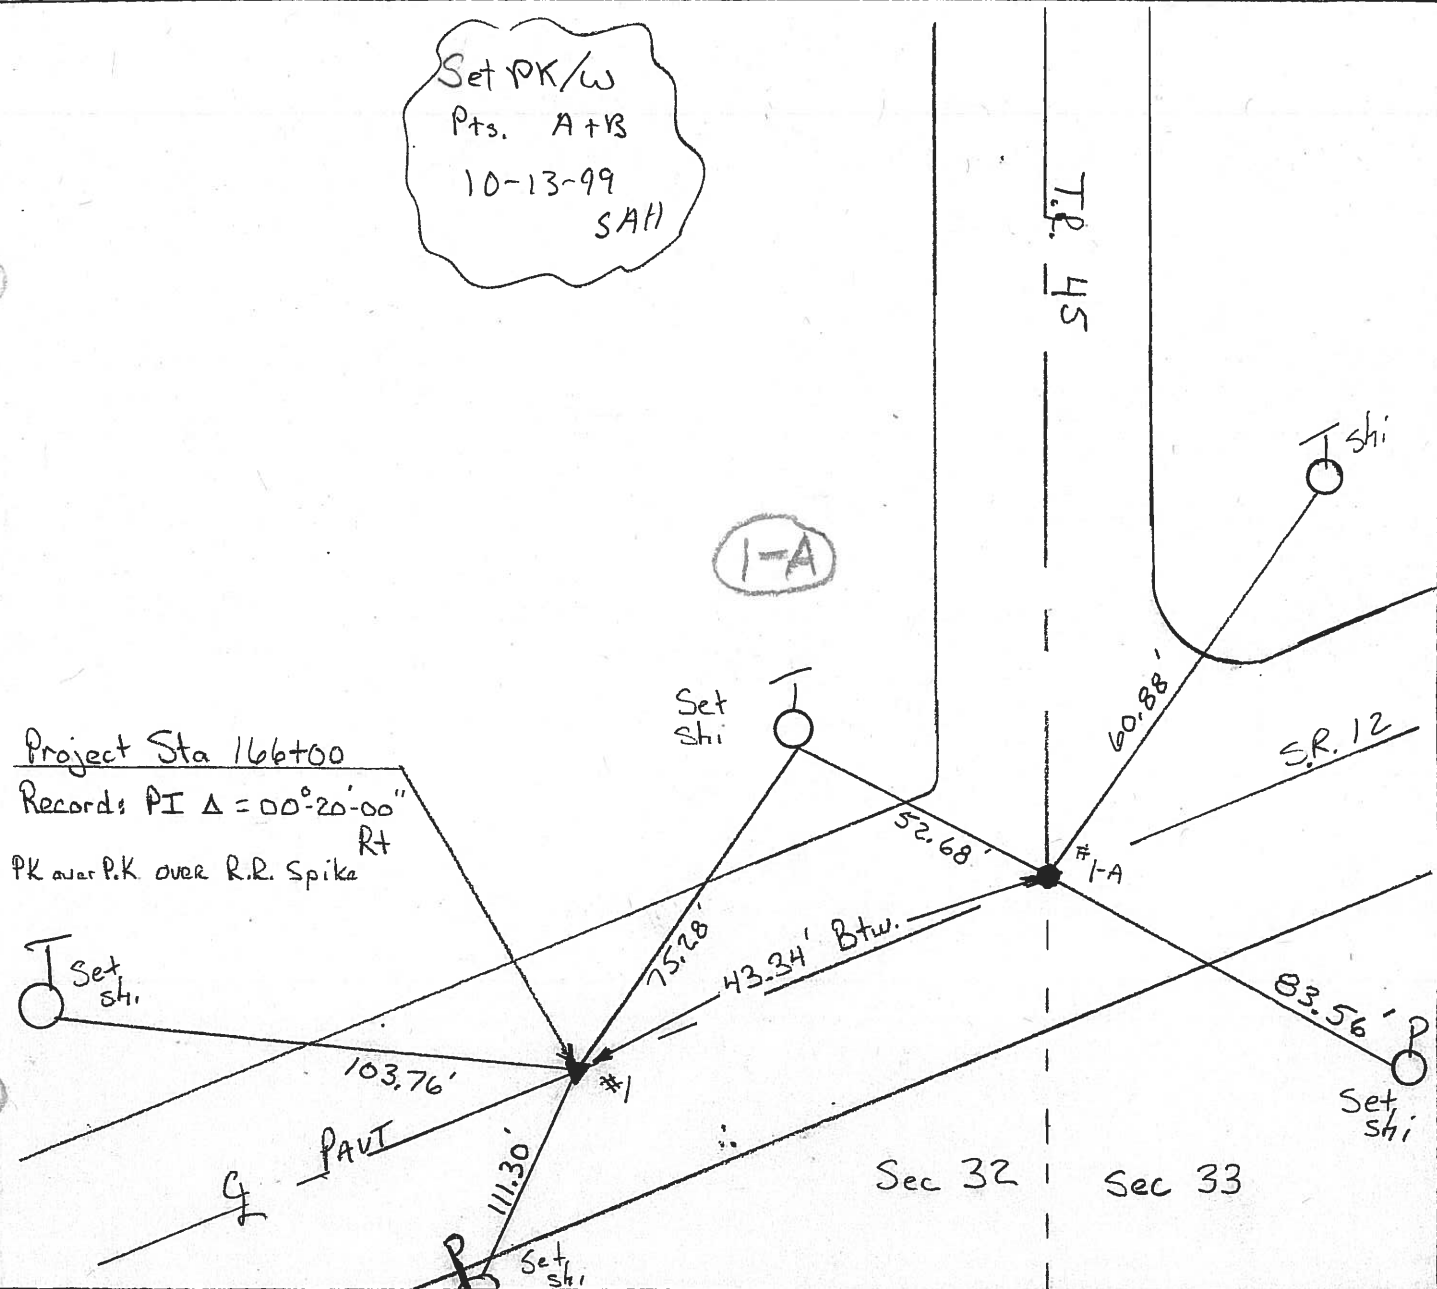 Set PK/w
Pts. A+B
10-13-99
SAH
T.R. 45
shi
1-A
60.88'
S.R. 12
Set
shi
Project Sta 166+00
Record: PI Δ = 00°-20'-00"
Rt
PK over P.K over R.R. Spike
52.68'
#1-A
75.28'
43.34' Btw.
Set
shi
103.76'
#1
83.56'
P
Set
shi
PAVT
℄
111.30'
Sec 32
Sec 33
P
Set
shi